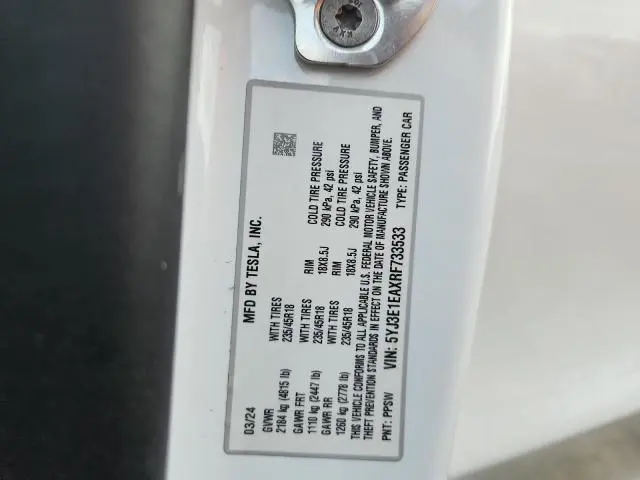 MFD BY TESLA, INC.
03/24
GVWR
2184 kg (4815 lb)
GAWR FRT WITH TIRES RIM COLD TIRE PRESSURE
1110 kg (2447 lb) 235/45R18 18X8.5J 290 kPa, 42 psi
GAWR RR WITH TIRES RIM COLD TIRE PRESSURE
1260 kg (2778 lb) 235/45R18 18X8.5J 290 kPa, 42 psi
THIS VEHICLE CONFORMS TO ALL APPLICABLE U.S. FEDERAL MOTOR VEHICLE SAFETY, BUMPER, AND
THEFT PREVENTION STANDARDS IN EFFECT ON THE DATE OF MANUFACTURE SHOWN ABOVE.
VIN: 5YJ3E1EAXRF733533 TYPE: PASSENGER CAR
PNT: PPSW